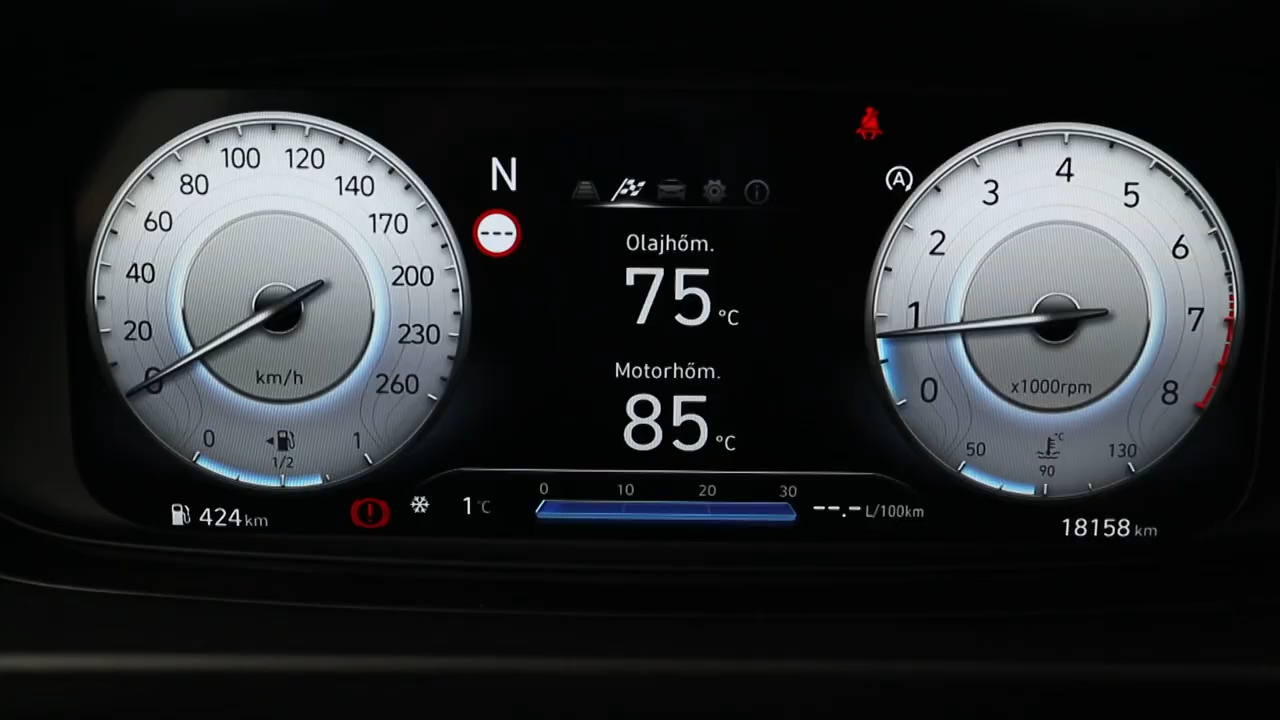 100 120
80 140
60 170
40 200
20 230
0 260
km/h
0 1
1/2
424 km
N
---
Olajhőm.
75 °C
Motorhőm.
85 °C
1 °C
0 10 20 30
--.- L/100km
A
4
3 5
2 6
1 7
0 8
x1000rpm
°C
50 130
90
18158 km